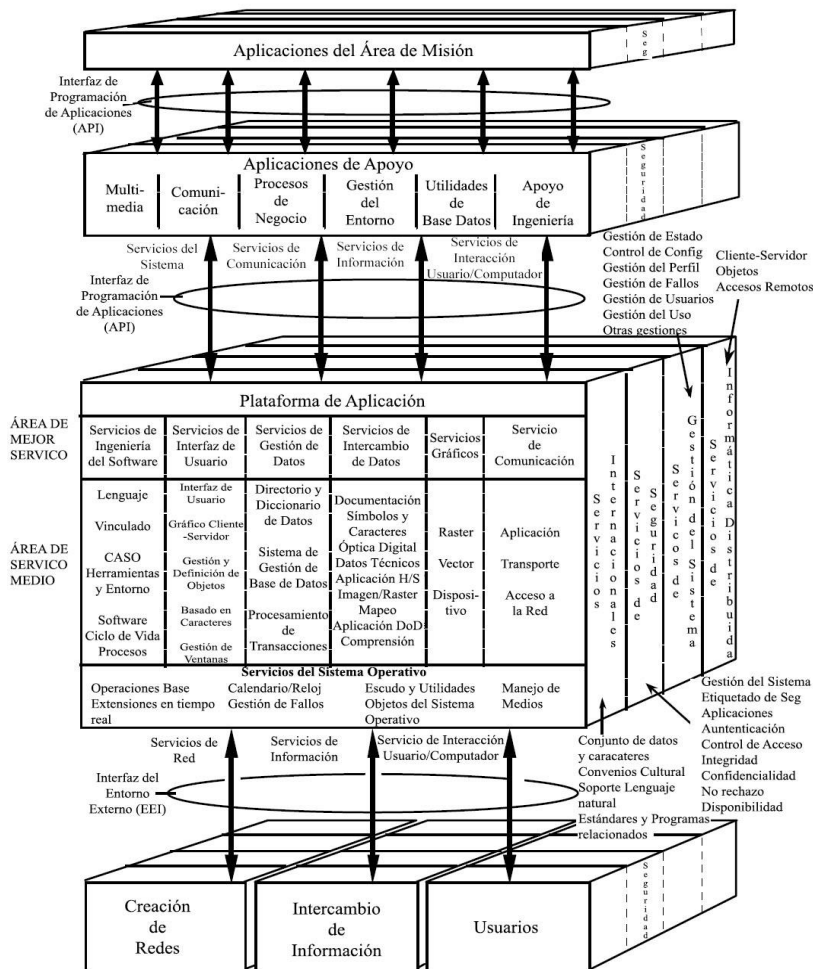 Aplicaciones del Área de Misión
Seg
Interfaz de
Programación
de Aplicaciones
(API)
Aplicaciones de Apoyo
Multi-
media
Comuni-
cación
Procesos
de
Negocio
Gestión
del
Entorno
Utilidades
de
Base Datos
Apoyo
de
Ingeniería
Seguridad
Servicios del
Sistema
Servicios de
Comunicación
Servicios de
Información
Servicios de
Interacción
Usuario/Computador
Interfaz de
Programación
de Aplicaciones
(API)
Gestión de Estado
Control de Config
Gestión del Perfil
Gestión de Fallos
Gestión de Usuarios
Gestión del Uso
Otras gestiones
Cliente-Servidor
Objetos
Accesos Remotos
Plataforma de Aplicación
ÁREA DE
MEJOR
SERVICO
Servicios de
Ingeniería
del Software
Servicios de
Interfaz de
Usuario
Servicios de
Gestión de
Datos
Servicios de
Intercambio
de Datos
Servicios
Gráficos
Servicio
de
Comunicación
ÁREA DE
SERVICO
MEDIO
Lenguaje
Vinculado
CASO
Herramientas
y Entorno
Software
Ciclo de Vida
Procesos
Interfaz de
Usuario
Gráfico Cliente
-Servidor
Gestión y
Definición de
Objetos
Basado en
Caracteres
Gestión de
Ventanas
Directorio y
Diccionario
de Datos
Sistema de
Gestión de
Base de Datos
Procesamiento
de
Transacciones
Documentación
Símbolos y
Caracteres
Óptica Digital
Datos Técnicos
Aplicación H/S
Imagen/Raster
Mapeo
Aplicación DoD
Comprensión
Raster
Vector
Disposi-
tivo
Aplicación
Transporte
Acceso a
la Red
Servicios Internacionales
Servicios de Seguridad
Servicos de Gestión del Sistema
Servicios de Informática Distribuida
Servicios del Sistema Operativo
Operaciones Base
Extensiones en tiempo
real
Calendario/Reloj
Gestión de Fallos
Escudo y Utilidades
Objetos del Sistema
Operativo
Manejo de
Medios
Servicios
de Red
Servicios de
Información
Servicio de Interacción
Usuario/Computador
Interfaz del
Entorno
Externo (EEI)
Conjunto de datos
y caracateres
Convenios Cultural
Soporte Lenguaje
natural
Estándares y Programas
relacionados
Gestión del Sistema
Etiquetado de Seg
Aplicaciones
Auntenticación
Control de Acceso
Integridad
Confidencialidad
No rechazo
Disponibilidad
Creación
de
Redes
Intercambio
de
Información
Usuarios
Seguridad